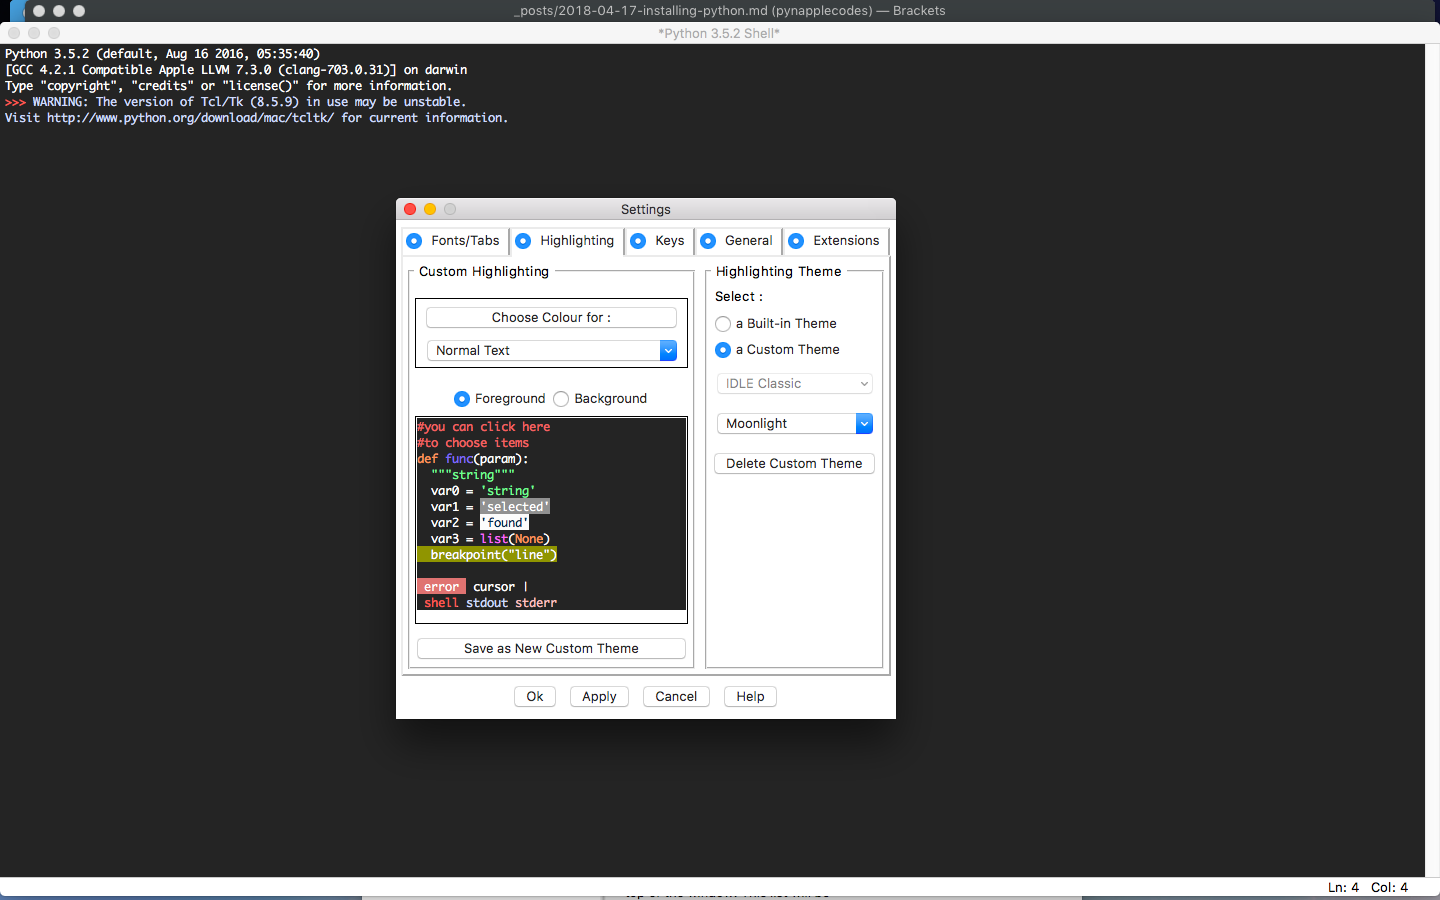 _posts/2018-04-17-installing-python.md (pynapplecodes) — Brackets
*Python 3.5.2 Shell*
Python 3.5.2 (default, Aug 16 2016, 05:35:40)
[GCC 4.2.1 Compatible Apple LLVM 7.3.0 (clang-703.0.31)] on darwin
Type "copyright", "credits" or "license()" for more information.
>>> WARNING: The version of Tcl/Tk (8.5.9) in use may be unstable.
Visit http://www.python.org/download/mac/tcltk/ for current information.
Settings
Fonts/Tabs Highlighting Keys General Extensions
Custom Highlighting
Choose Colour for :
Normal Text
Foreground Background
#you can click here
#to choose items
def func(param):
"""string"""
var0 = 'string'
var1 = 'selected'
var2 = 'found'
var3 = list(None)
breakpoint("line")
error cursor |
shell stdout stderr
Save as New Custom Theme
Highlighting Theme
Select :
a Built-in Theme
a Custom Theme
IDLE Classic
Moonlight
Delete Custom Theme
Ok Apply Cancel Help
Ln: 4 Col: 4